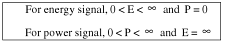 For energy signal, 0 < E < ∞ and P = 0
For power signal, 0 < P < ∞ and E = ∞